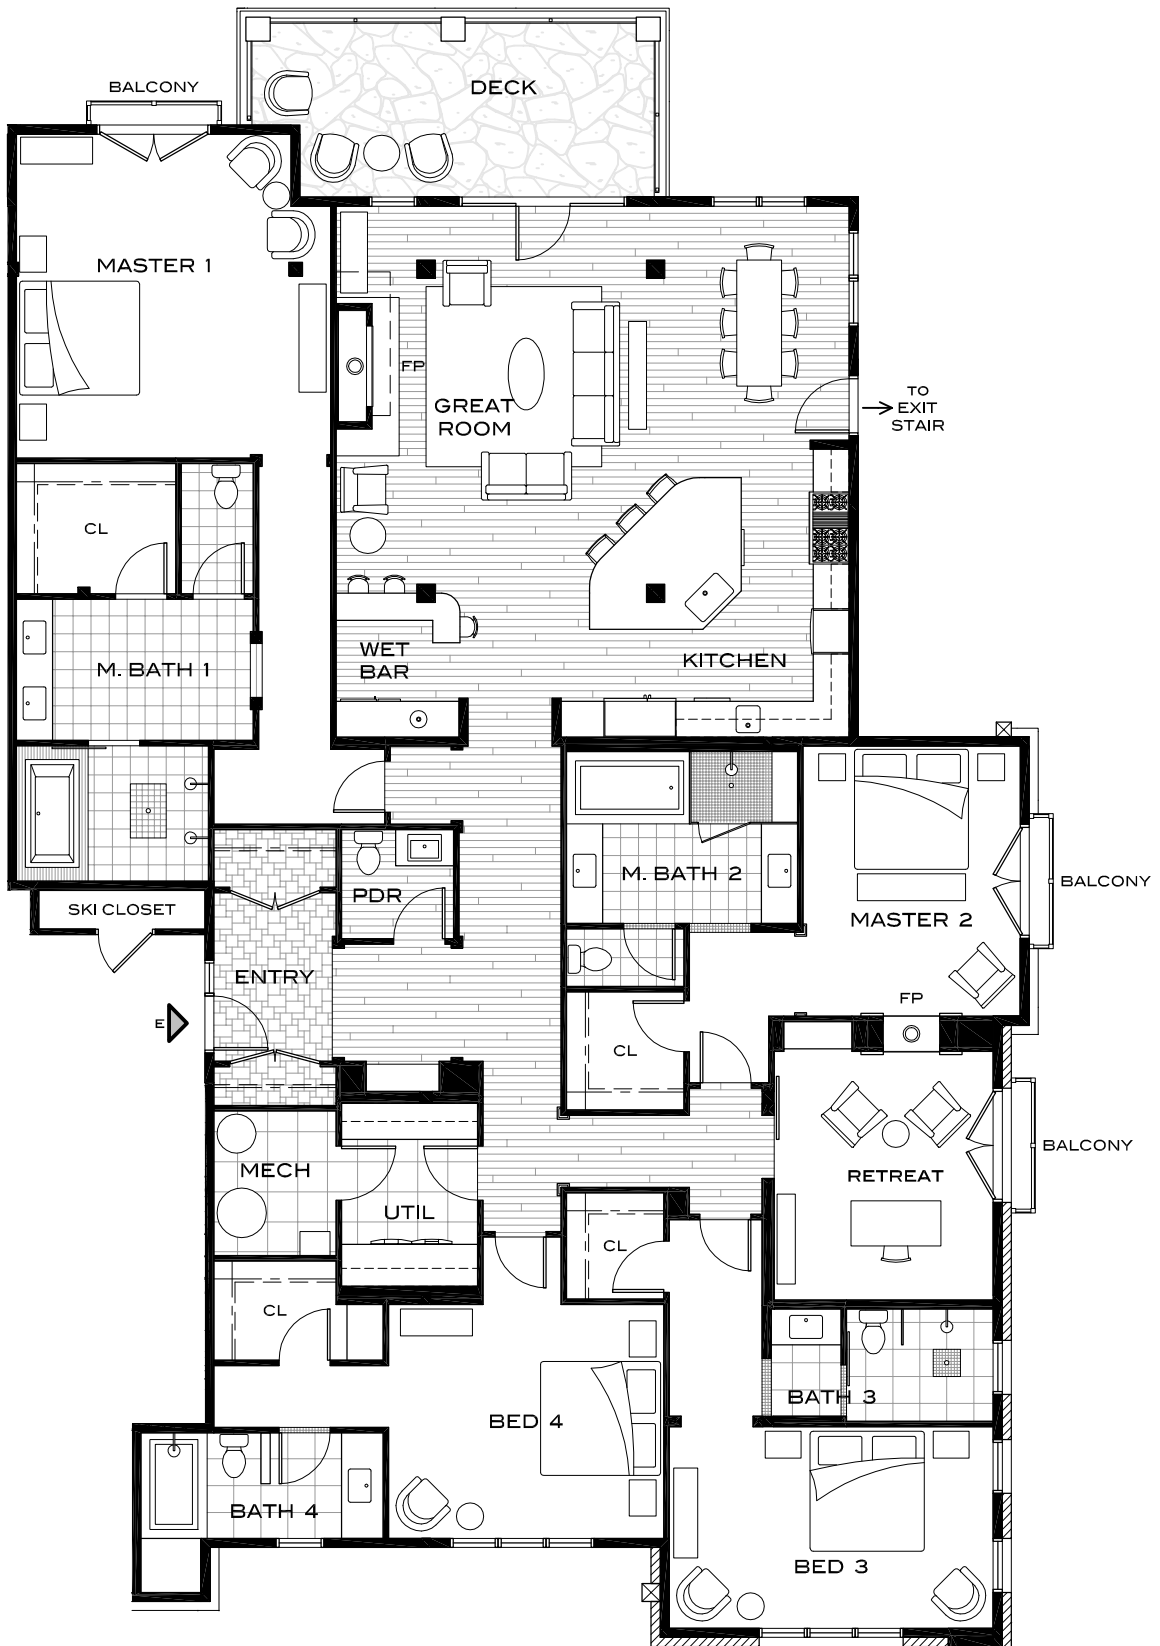 DECK
BALCONY
MASTER 1
FP
GREAT
ROOM
TO
EXIT
STAIR
CL
WET
BAR
KITCHEN
M. BATH 1
M. BATH 2
BALCONY
PDR
SKI CLOSET
MASTER 2
ENTRY
FP
E
CL
BALCONY
MECH
RETREAT
UTIL
CL
CL
BATH 3
BED 4
BATH 4
BED 3